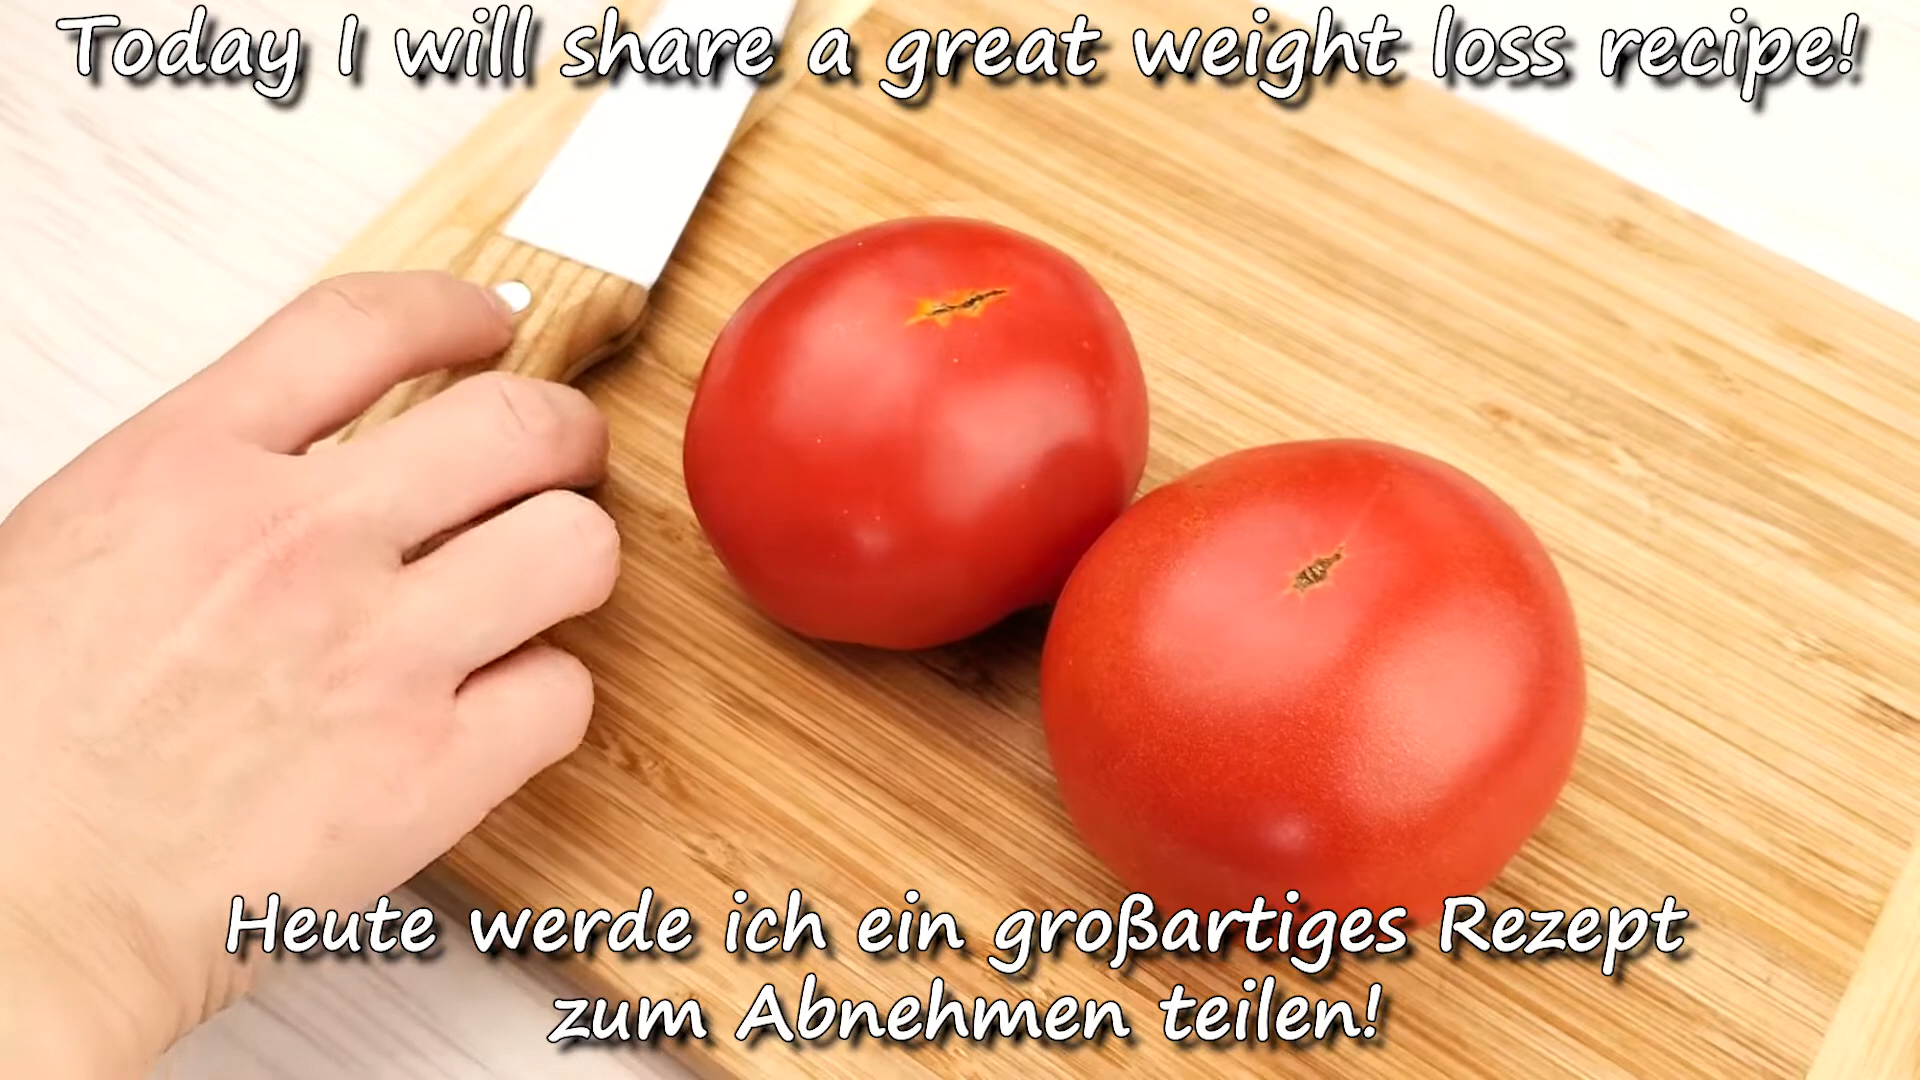 Today I will share a great weight loss recipe!
Heute werde ich ein großartiges Rezept
zum Abnehmen teilen!